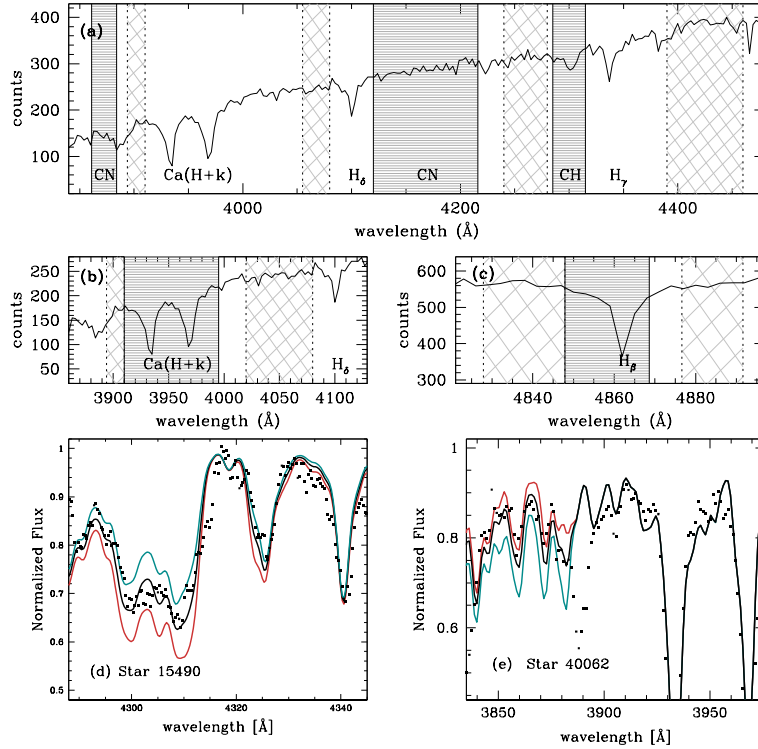 400
300
200
100
counts
(a)
CN
Ca(H+k)
Hδ
CN
CH
Hγ
4000
4200
4400
wavelength (Å)
250
200
150
100
50
counts
(b)
Ca(H+k)
Hδ
3900
3950
4000
4050
4100
wavelength (Å)
600
500
400
300
counts
(c)
Hβ
4840
4860
4880
wavelength (Å)
1
0.9
0.8
0.7
0.6
0.5
Normalized Flux
(d) Star 15490
4300
4320
4340
wavelength [Å]
1
0.8
0.6
Normalized Flux
(e) Star 40062
3850
3900
3950
wavelength [Å]